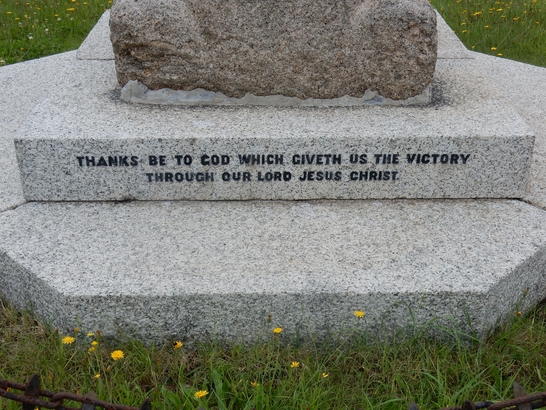 THANKS BE TO GOD WHICH GIVETH US THE VICTORY
THROUGH OUR LORD JESUS CHRIST.